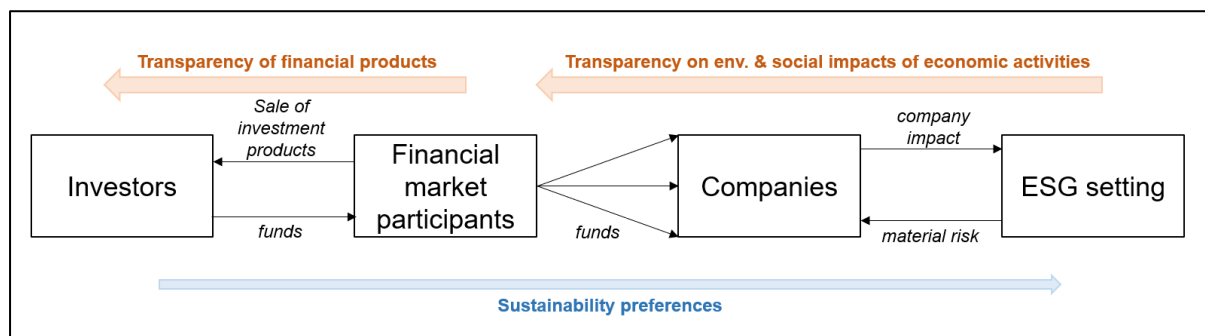 Transparency of financial products
Transparency on env. & social impacts of economic activities
Sale of
investment
products
company
impact
Investors
Financial
market
participants
Companies
ESG setting
funds
funds
material risk
Sustainability preferences